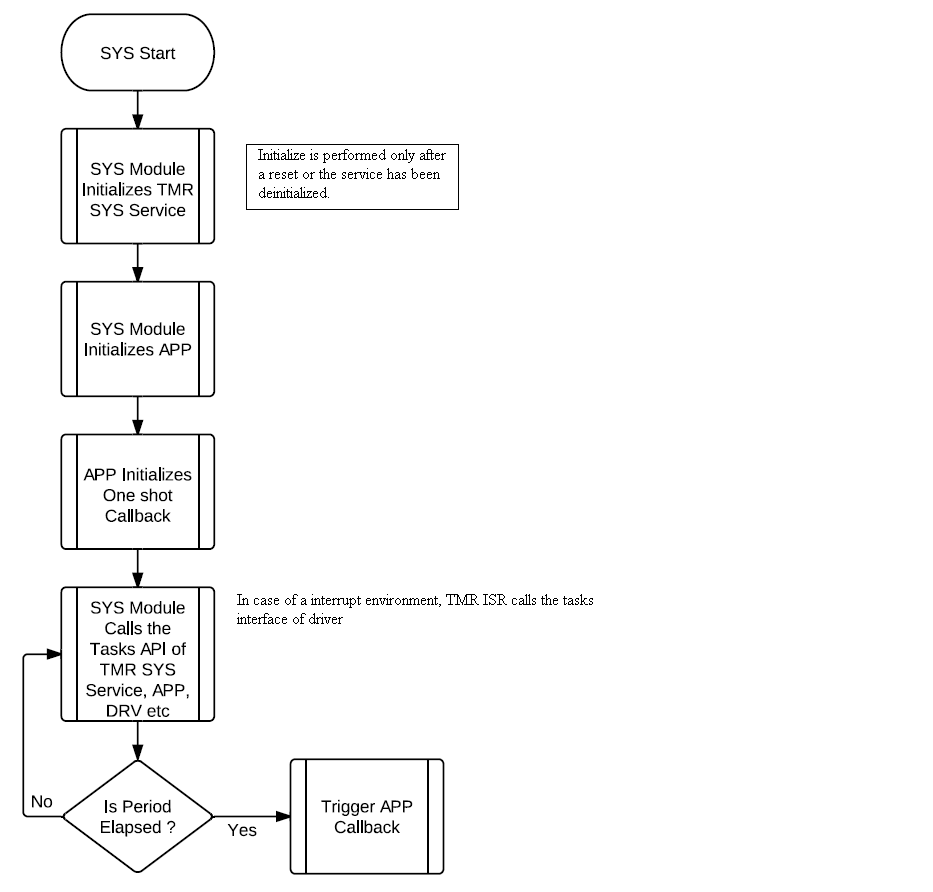 SYS Start
SYS Module
Initializes TMR
SYS Service
Initialize is performed only after
a reset or the service has been
deinitialized.
SYS Module
Initializes APP
APP Initializes
One shot
Callback
SYS Module
Calls the
Tasks API of
TMR SYS
Service, APP,
DRV etc
In case of a interrupt environment, TMR ISR calls the tasks
interface of driver
No
Is Period
Elapsed ?
Yes
Trigger APP
Callback